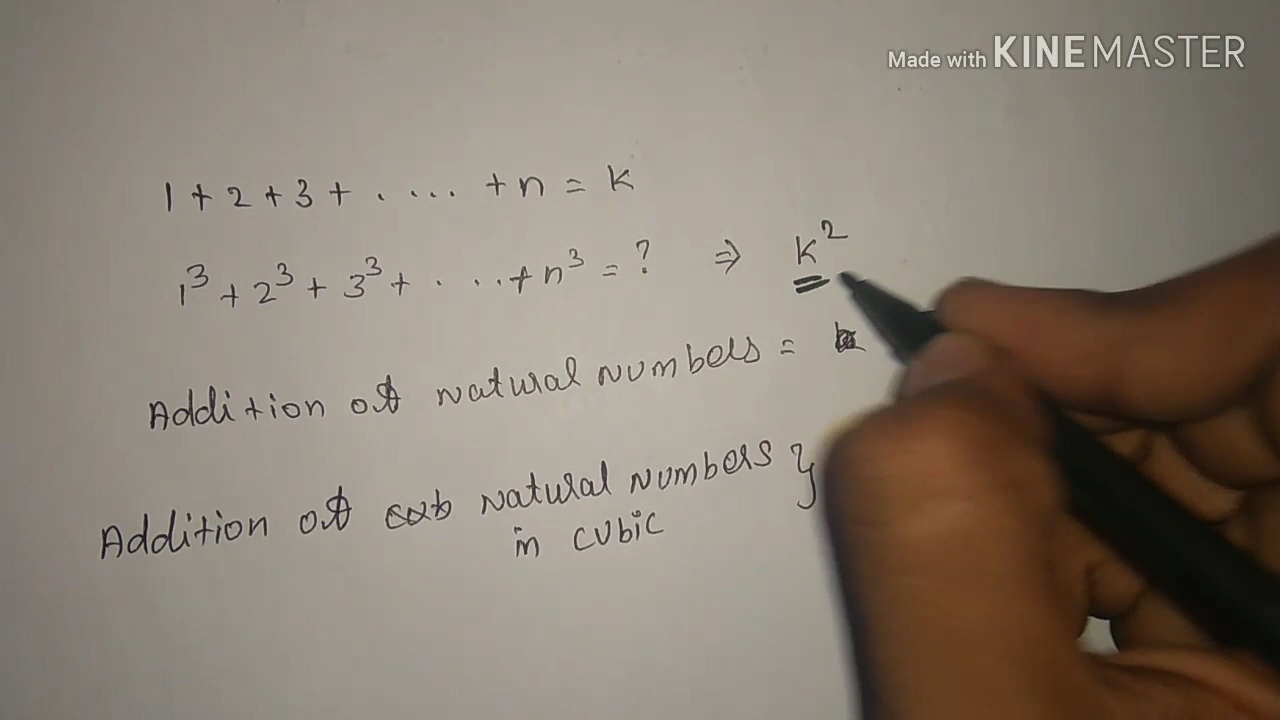 Made with KINEMASTER
1 + 2 + 3 + . ... + n = k
1³ + 2³ + 3³ + . ... + n³ = ? ⇒ k²
Addition of natural numbers =
Addition of natural numbers }
in cubic